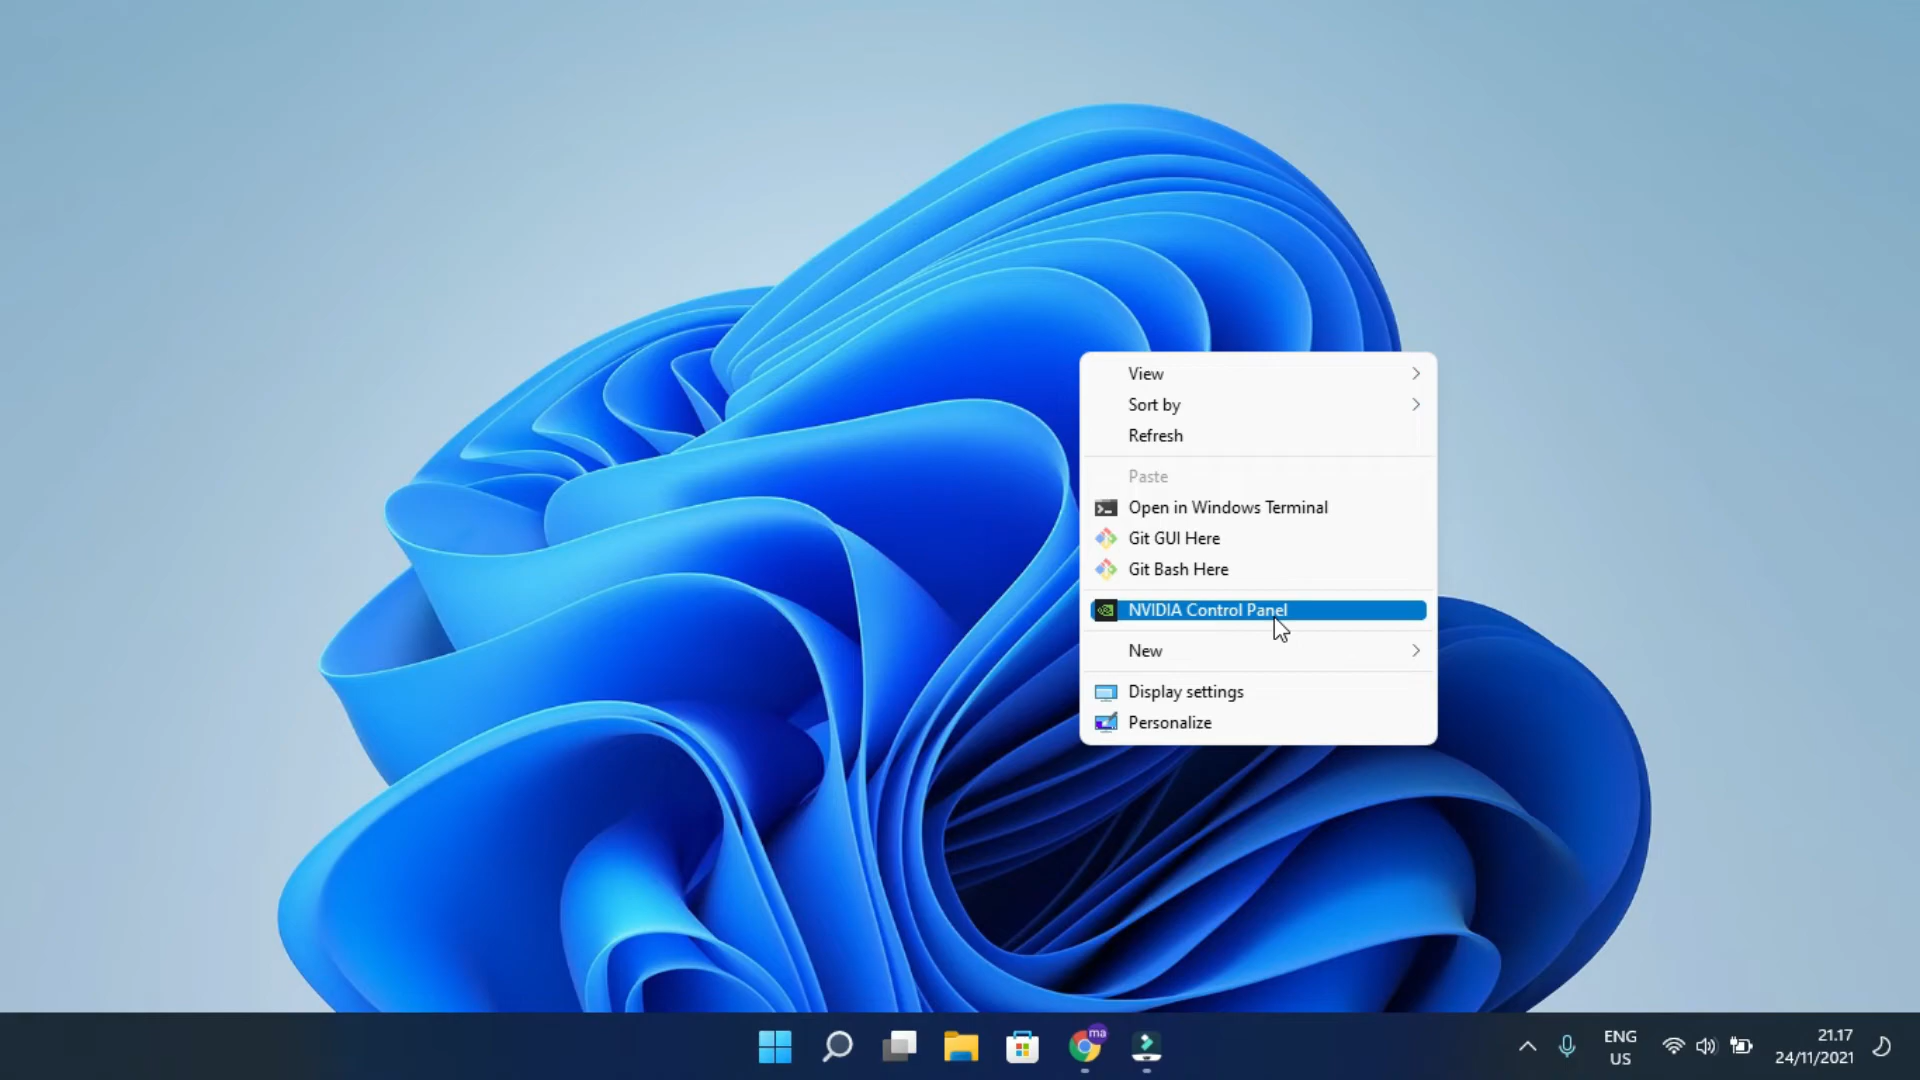 View
Sort by
Refresh
Paste
Open in Windows Terminal
Git GUI Here
Git Bash Here
NVIDIA Control Panel
New
Display settings
Personalize
ma
ENG
US
21.17
24/11/2021